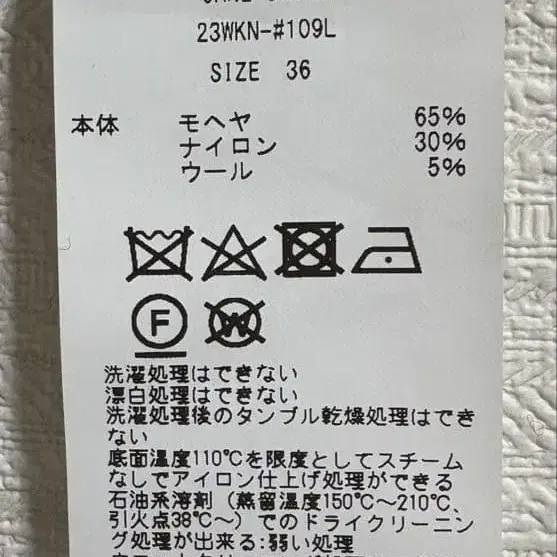 23WKN-#109L
SIZE 36
本体 モヘヤ 65%
ナイロン 30%
ウール 5%
F
W
洗濯処理はできない
漂白処理はできない
洗濯処理後のタンブル乾燥処理はでき
ない
底面温度110℃を限度としてスチーム
なしでアイロン仕上げ処理ができる
石油系溶剤（蒸留温度150℃～210℃、
引火点38℃～）でのドライクリーニン
グ処理が出来る:弱い処理